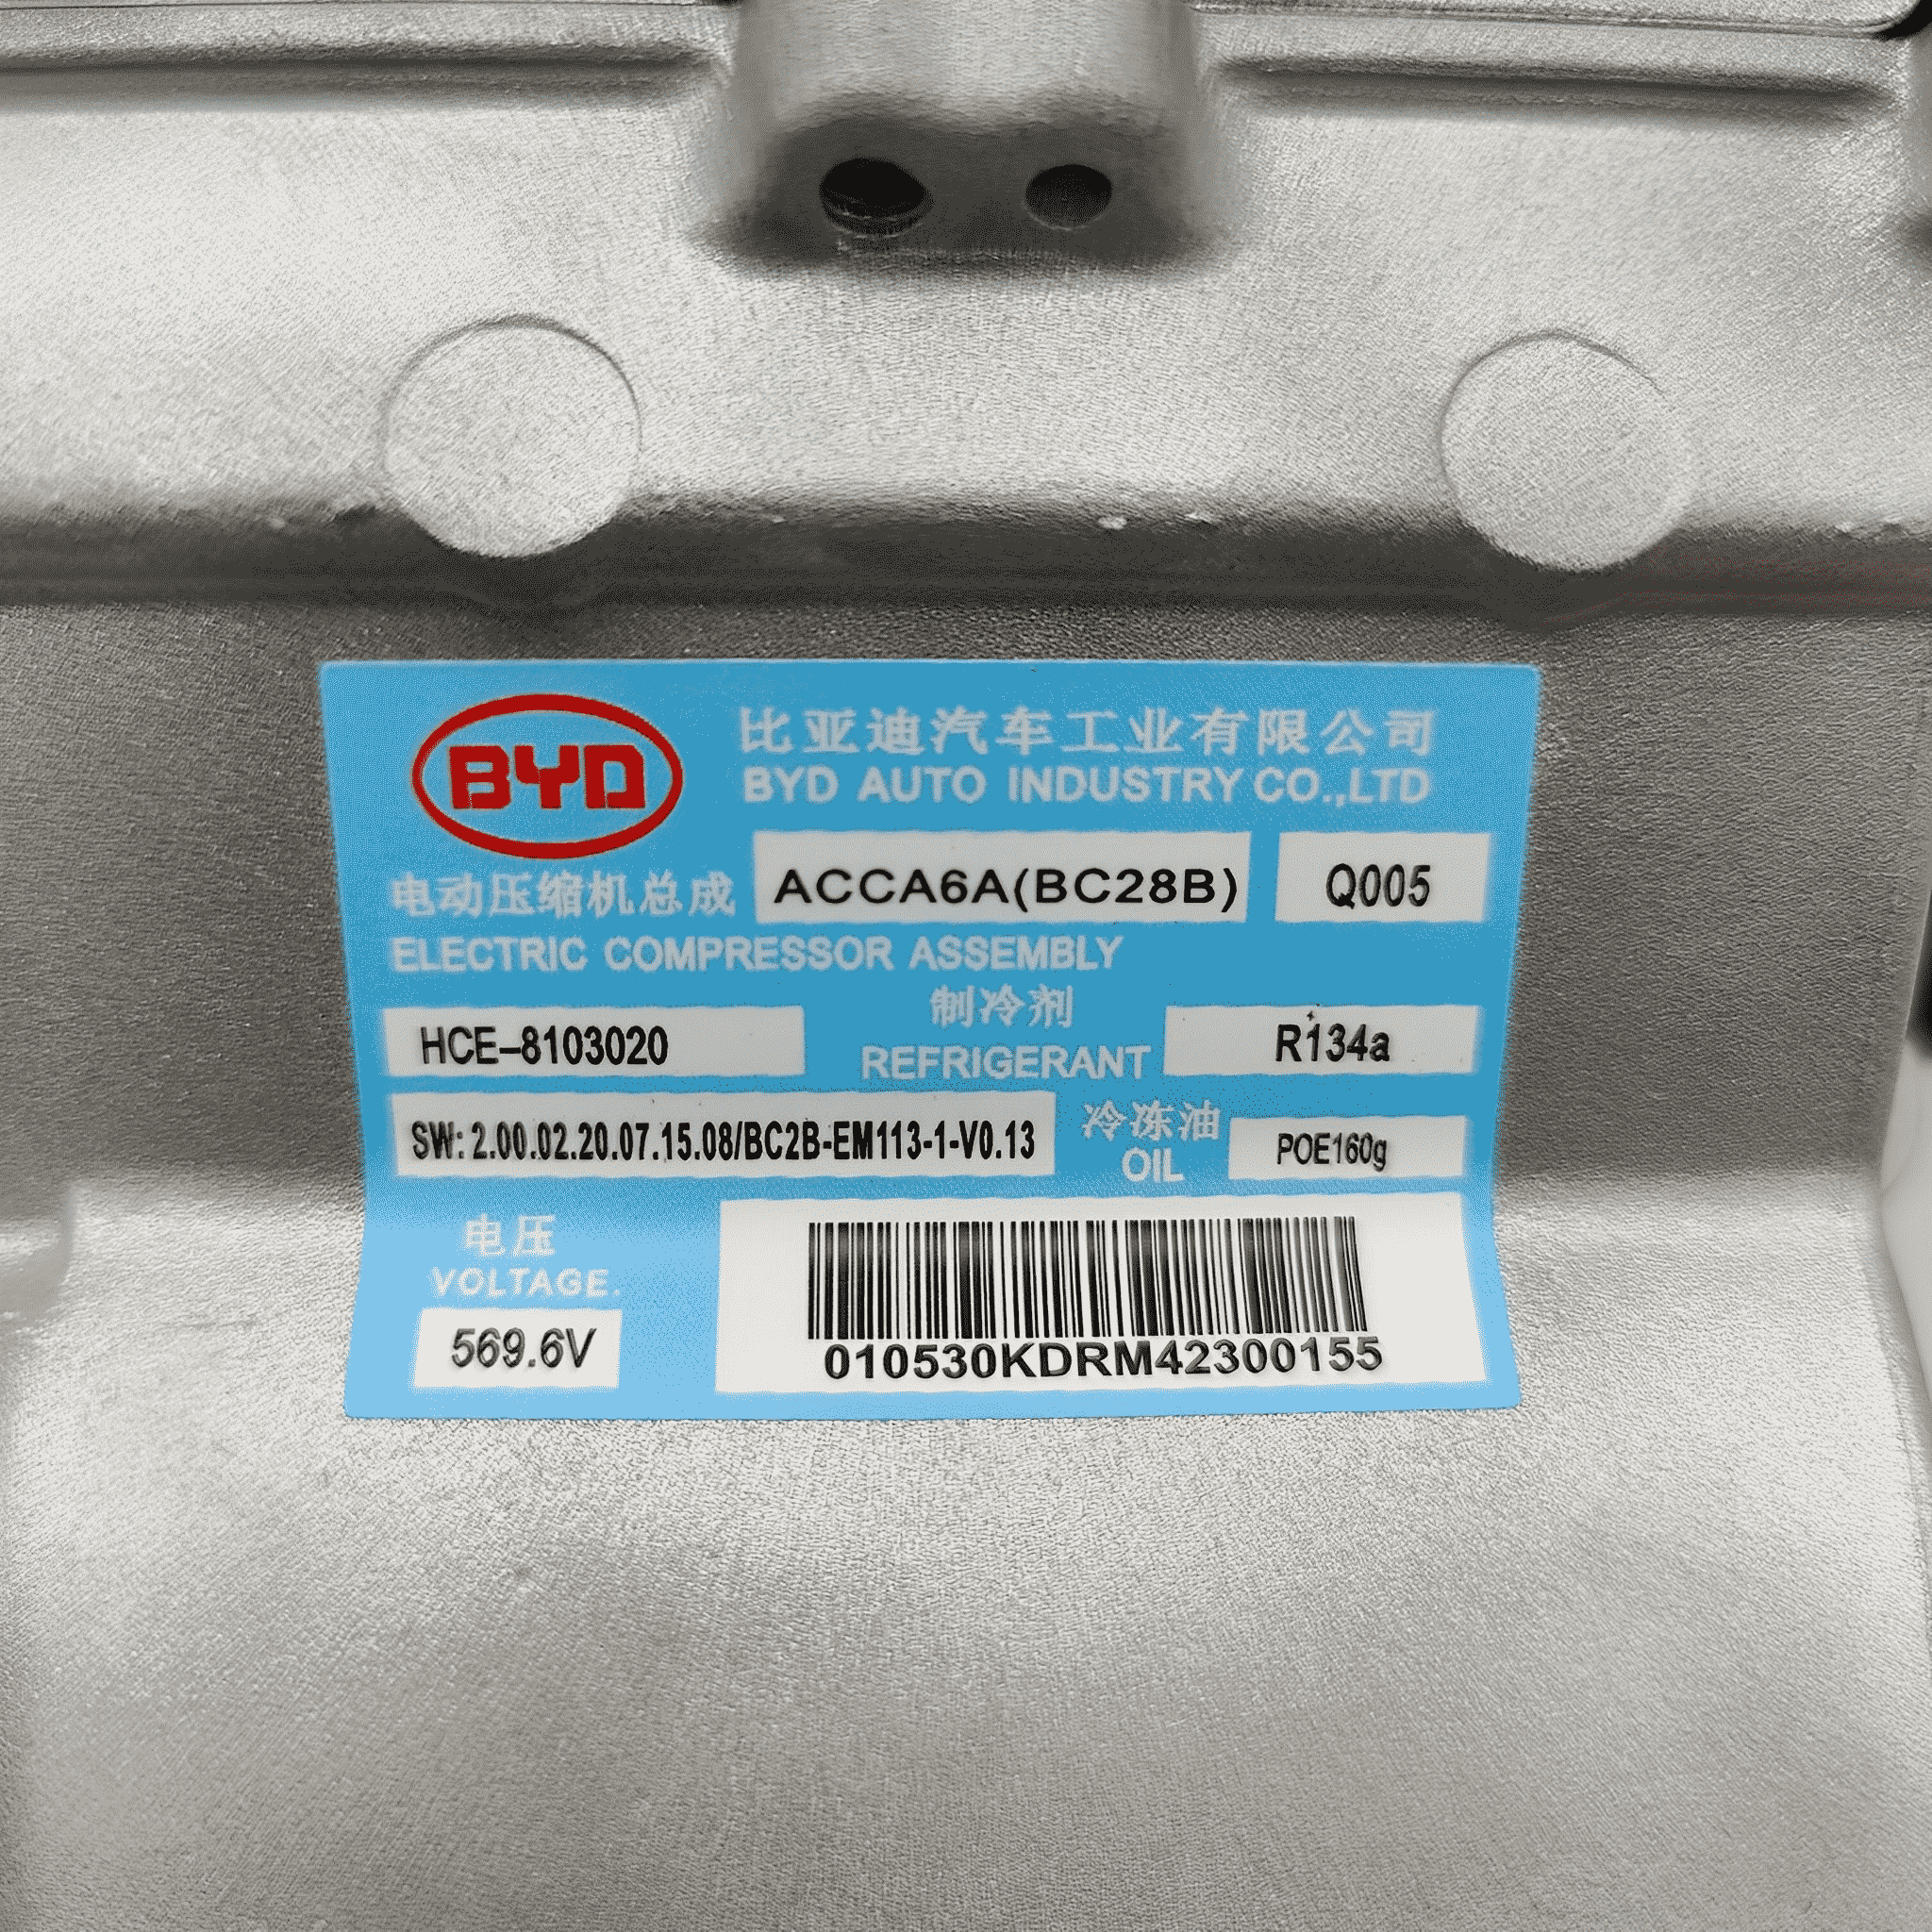 BYD
比亚迪汽车工业有限公司
BYD AUTO INDUSTRY CO.,LTD
电动压缩机总成 ACCA6A(BC28B) Q005
ELECTRIC COMPRESSOR ASSEMBLY
HCE-8103020
制冷剂
REFRIGERANT
R134a
SW: 2.00.02.20.07.15.08/BC2B-EM113-1-V0.13
冷冻油
OIL
POE160g
电压
VOLTAGE.
569.6V
010530KDRM42300155